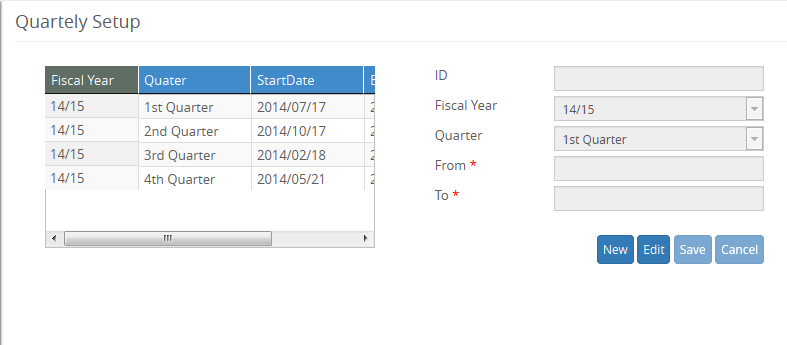 Quartely Setup
Fiscal Year Quater StartDate E
14/15 1st Quarter 2014/07/17 2
14/15 2nd Quarter 2014/10/17 2
14/15 3rd Quarter 2014/02/18 2
14/15 4th Quarter 2014/05/21 2
ID
Fiscal Year 14/15
Quarter 1st Quarter
From *
To *
New Edit Save Cancel